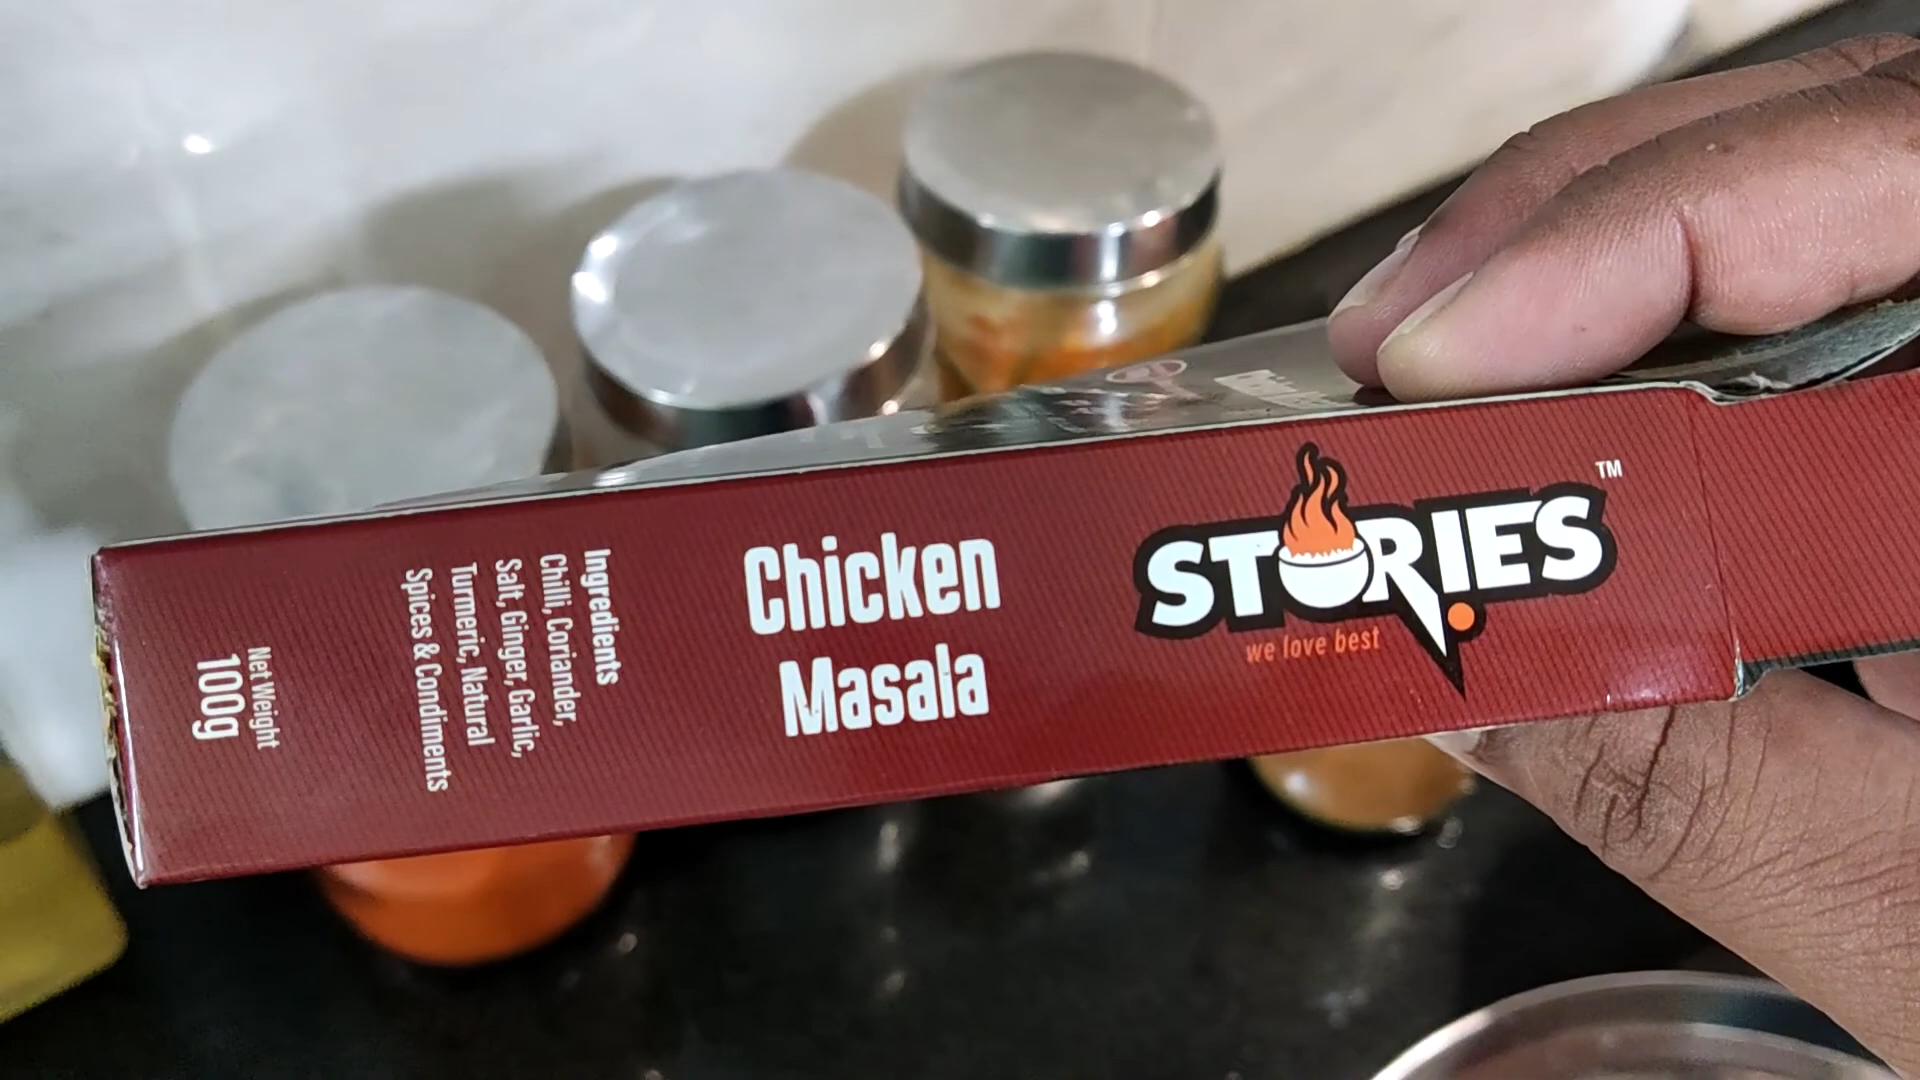 STORIES
TM
we love best
Chicken
Masala
Ingredients
Chilli, Coriander,
Salt, Ginger, Garlic,
Turmeric, Natural
Spices & Condiments
Net Weight
100g